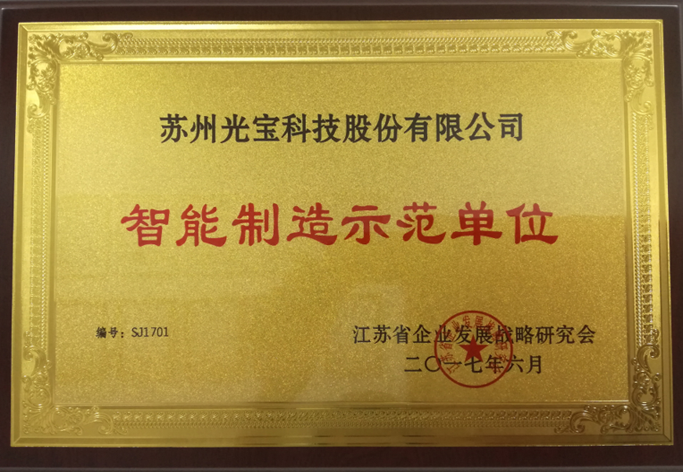 苏州光宝科技股份有限公司
智能制造示范单位
编号：SJ1701
江苏省企业发展战略研究会
二〇一七年六月